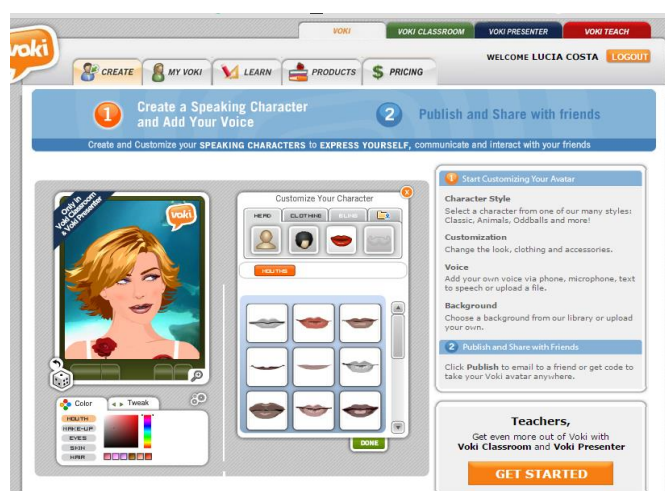 VOKI
VOKI CLASSROOM
VOKI PRESENTER
VOKI TEACH
voki
WELCOME LUCIA COSTA LOGOUT
CREATE
MY VOKI
LEARN
PRODUCTS
$ PRICING
1 Create a Speaking Character
and Add Your Voice
2 Publish and Share with friends
Create and Customize your SPEAKING CHARACTERS to EXPRESS YOURSELF, communicate and interact with your friends
Only in
Voki Classroom
& Voki Presenter
voki
Customize Your Character
HEAD
CLOTHING
BLING
MOUTHS
DONE
Color
Tweak
MOUTH
MAKE-UP
EYES
SKIN
HAIR
1 Start Customizing Your Avatar
Character Style
Select a character from one of our many styles:
Classic, Animals, Oddballs and more!
Customization
Change the look, clothing and accessories.
Voice
Add your own voice via phone, microphone, text
to speech or upload a file.
Background
Choose a background from our library or upload
your own.
2 Publish and Share with Friends
Click Publish to email to a friend or get code to
take your Voki avatar anywhere.
Teachers,
Get even more out of Voki with
Voki Classroom and Voki Presenter
GET STARTED